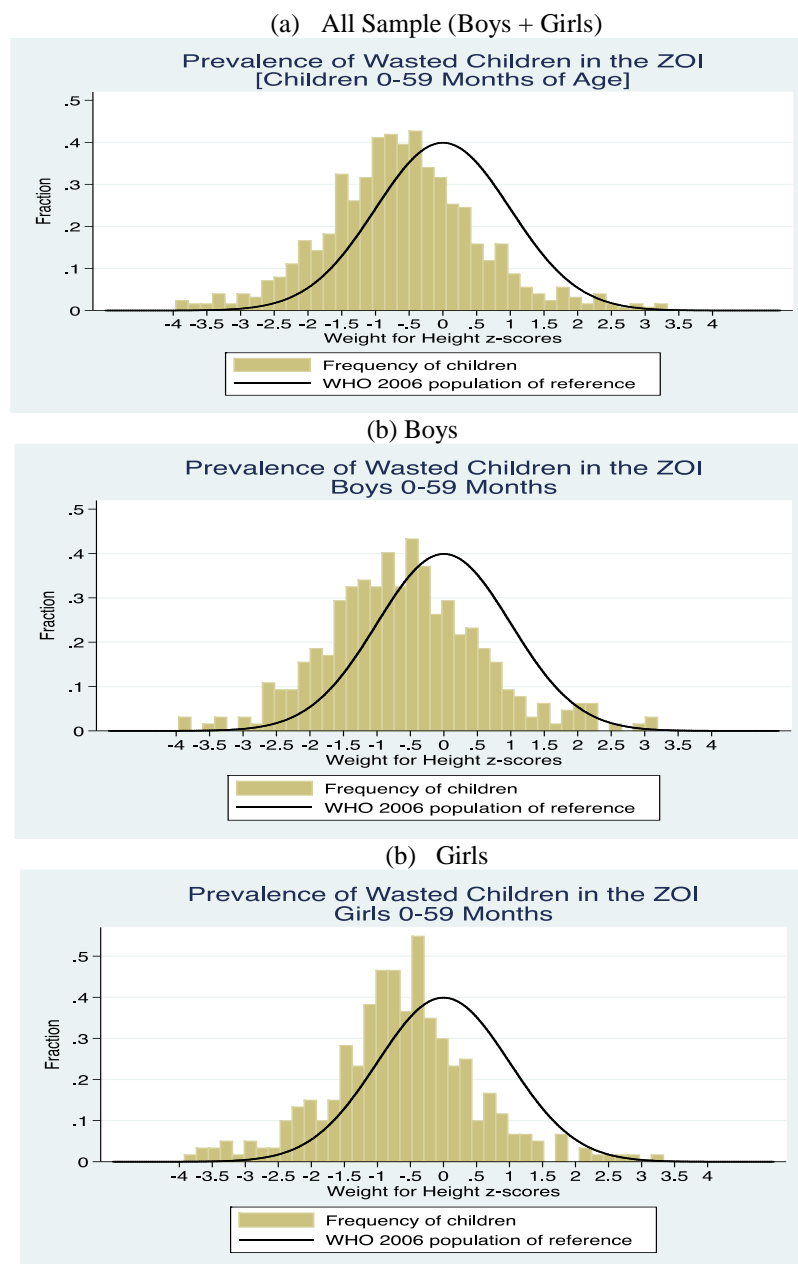 (a) All Sample (Boys + Girls)
Prevalence of Wasted Children in the ZOI
[Children 0-59 Months of Age]
.5
.4
.3
.2
.1
0
Fraction
-4 -3.5 -3 -2.5 -2 -1.5 -1 -.5 0 .5 1 1.5 2 2.5 3 3.5 4
Weight for Height z-scores
Frequency of children
WHO 2006 population of reference
(b) Boys
Prevalence of Wasted Children in the ZOI
Boys 0-59 Months
.5
.4
.3
.2
.1
0
Fraction
-4 -3.5 -3 -2.5 -2 -1.5 -1 -.5 0 .5 1 1.5 2 2.5 3 3.5 4
Weight for Height z-scores
Frequency of children
WHO 2006 population of reference
(b) Girls
Prevalence of Wasted Children in the ZOI
Girls 0-59 Months
.5
.4
.3
.2
.1
0
Fraction
-4 -3.5 -3 -2.5 -2 -1.5 -1 -.5 0 .5 1 1.5 2 2.5 3 3.5 4
Weight for Height z-scores
Frequency of children
WHO 2006 population of reference